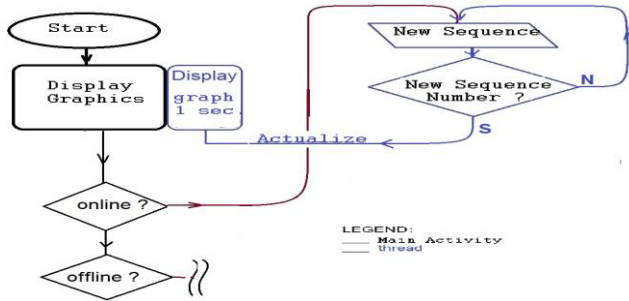 Start
New Sequence
Display
Graphics
Display
graph
1 sec.
New Sequence
Number ?
N
S
Actualize
online ?
offline ?
LEGEND:
Main Activity
thread